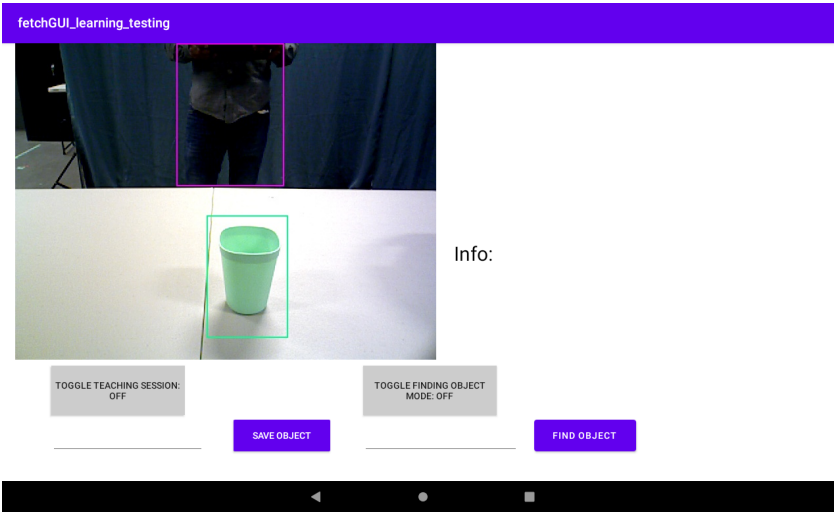 fetchGUI_learning_testing
Info:
TOGGLE TEACHING SESSION:
OFF
TOGGLE FINDING OBJECT
MODE: OFF
SAVE OBJECT
FIND OBJECT